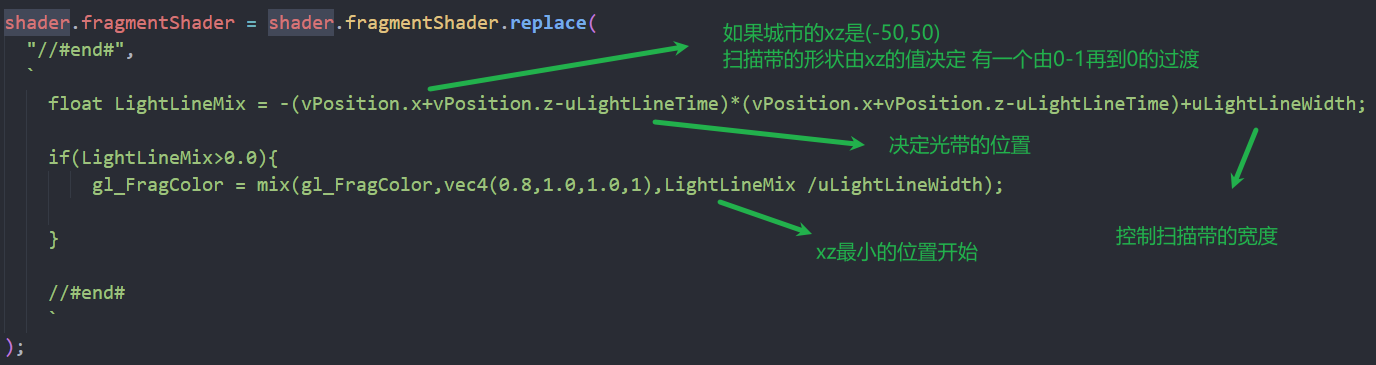 shader.fragmentShader = shader.fragmentShader.replace(
"//#end#",
`
如果城市的xz是(-50,50)
扫描带的形状由xz的值决定 有一个由0-1再到0的过渡
float LightLineMix = -(vPosition.x+vPosition.z-uLightLineTime)*(vPosition.x+vPosition.z-uLightLineTime)+uLightLineWidth;
决定光带的位置
if(LightLineMix>0.0){
gl_FragColor = mix(gl_FragColor,vec4(0.8,1.0,1.0,1),LightLineMix /uLightLineWidth);
控制扫描带的宽度
}
xz最小的位置开始
//#end#
`
);